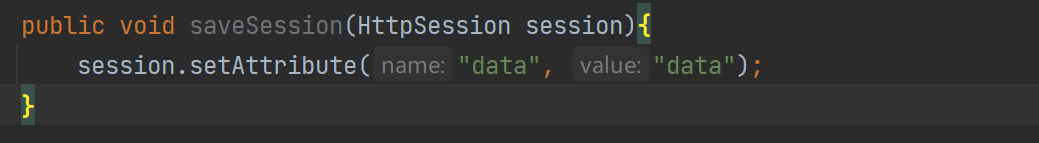 public void saveSession(HttpSession session){
session.setAttribute( name: "data", value: "data");
}